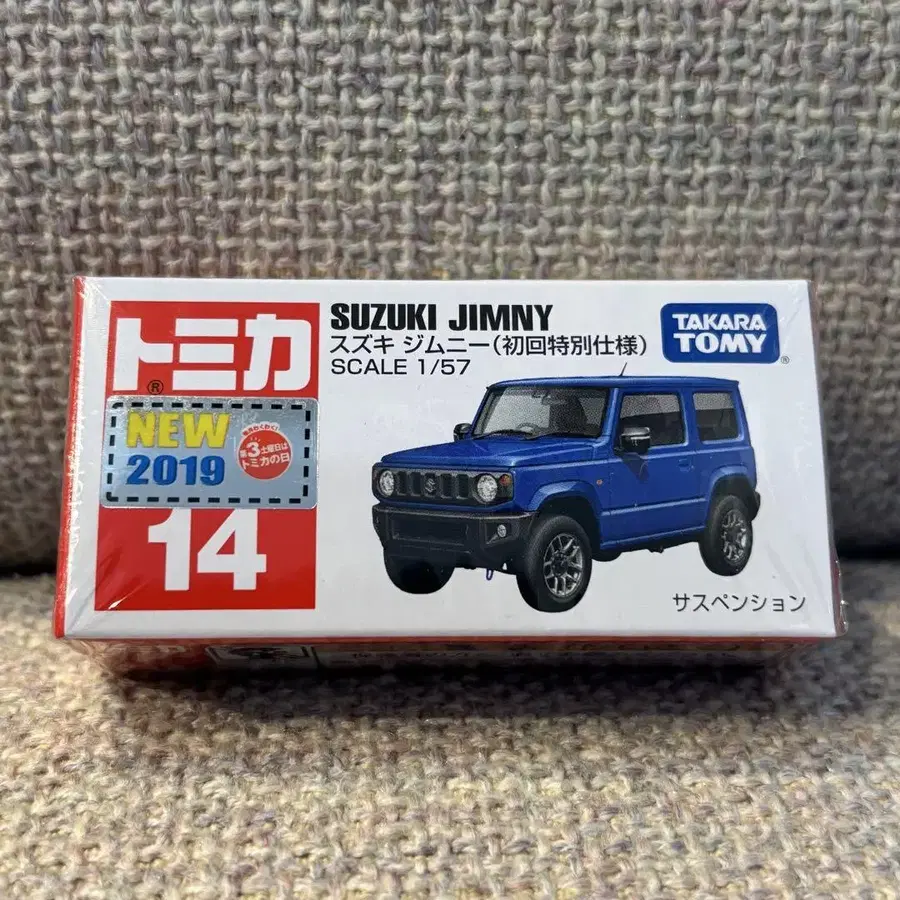 トミカ
®
NEW
2019
第3土曜日は
トミカの日
14
SUZUKI JIMNY
スズキ ジムニー(初回特別仕様)
SCALE 1/57
TAKARA
TOMY
®
サスペンション